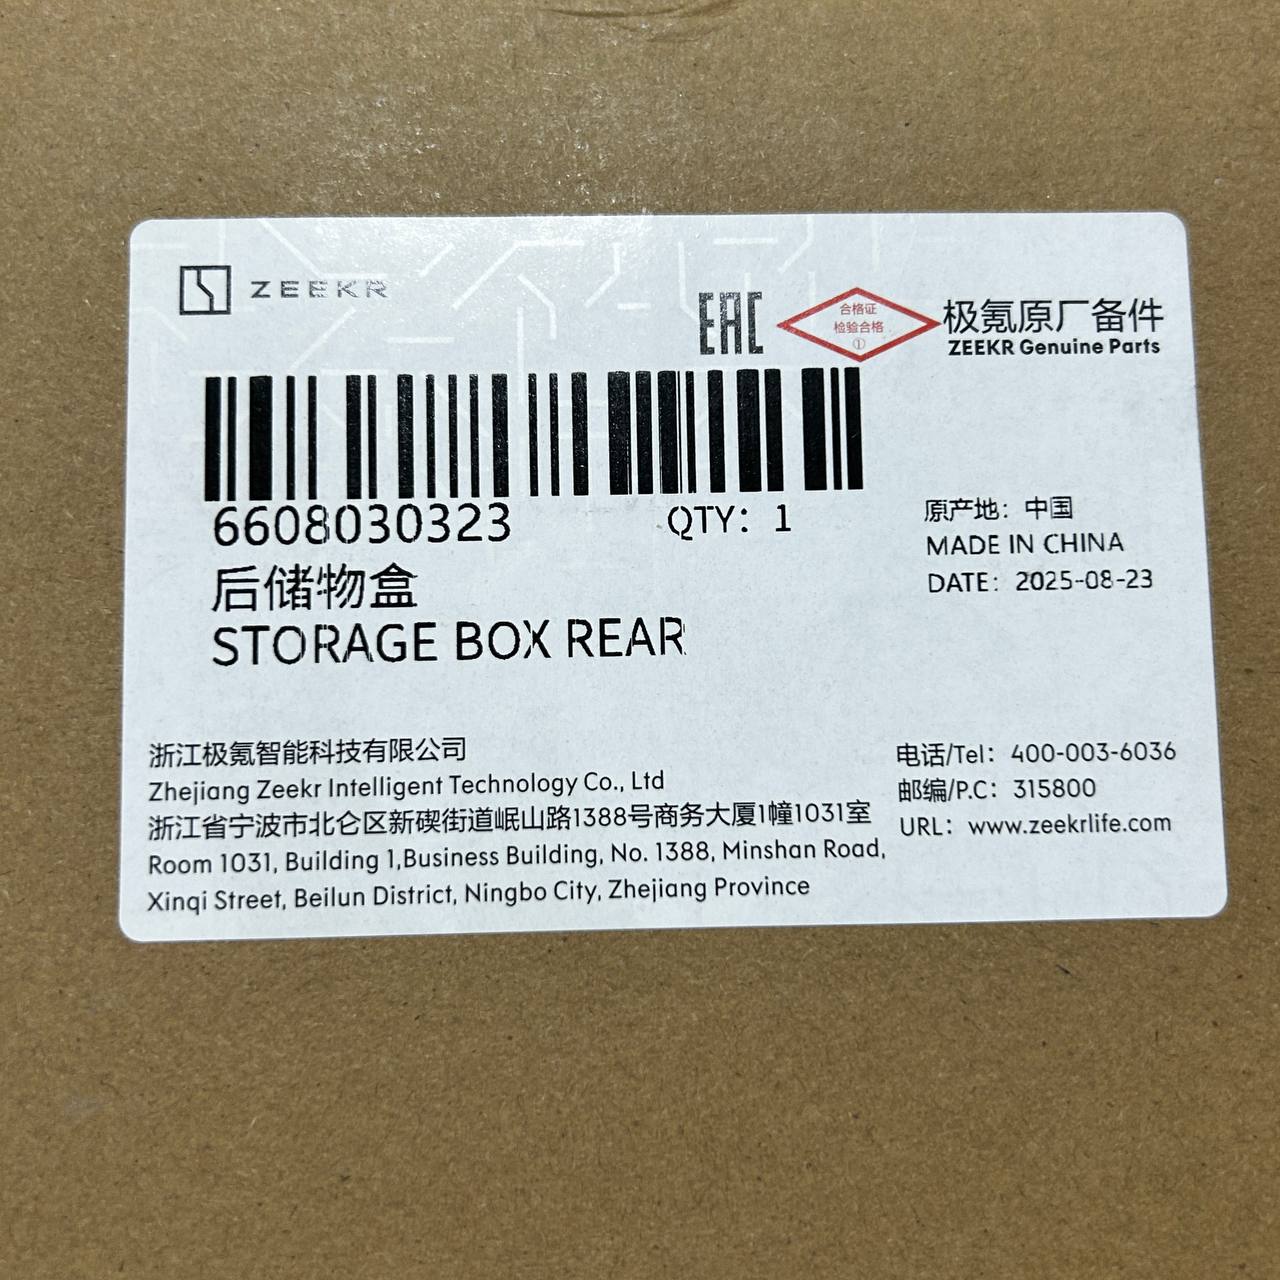 ZEEKR
EAC
合格证
检验合格
①
极氪原厂备件
ZEEKR Genuine Parts
6608030323
QTY: 1
后储物盒
STORAGE BOX REAR
原产地：中国
MADE IN CHINA
DATE: 2025-08-23
浙江极氪智能科技有限公司
Zhejiang Zeekr Intelligent Technology Co., Ltd
浙江省宁波市北仑区新碶街道岷山路1388号商务大厦1幢1031室
Room 1031, Building 1,Business Building, No. 1388, Minshan Road,
Xinqi Street, Beilun District, Ningbo City, Zhejiang Province
电话/Tel：400-003-6036
邮编/P.C：315800
URL：www.zeekrlife.com